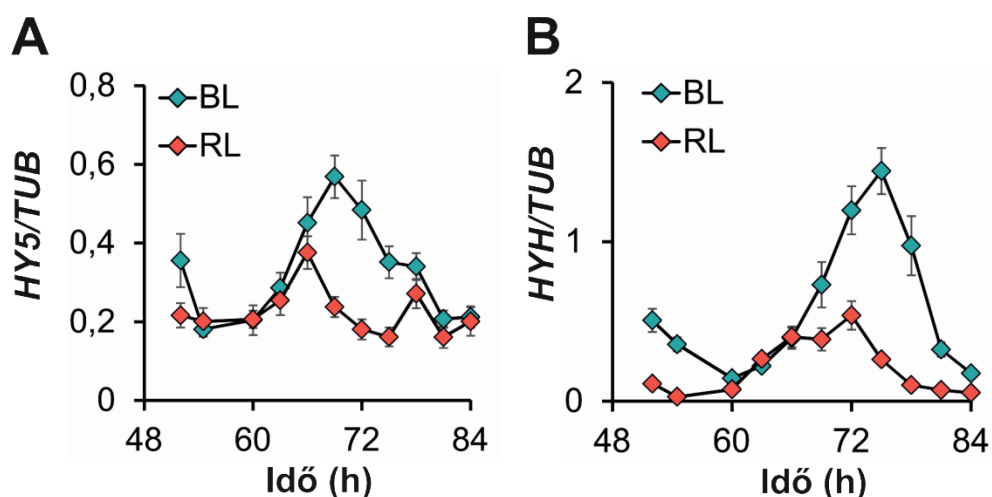 A
HY5/TUB
0,8
0,6
0,4
0,2
0
BL
RL
48
60
72
84
Idő (h)
B
HYH/TUB
2
1
0
BL
RL
48
60
72
84
Idő (h)